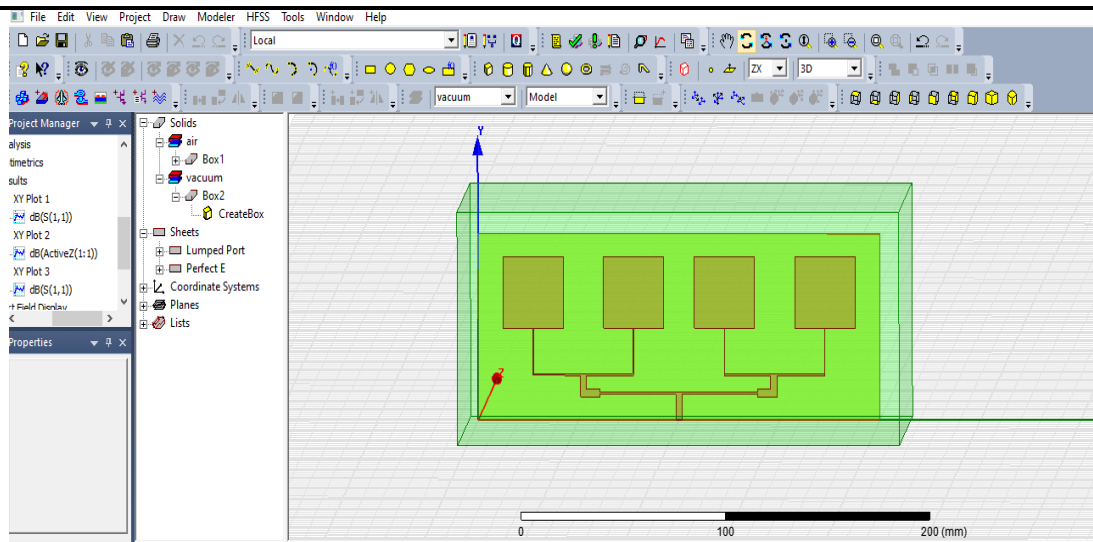 File Edit View Project Draw Modeler HFSS Tools Window Help
Local
ZX 3D
vacuum Model
Project Manager
alysis
timetrics
sults
XY Plot 1
dB(S(1,1))
XY Plot 2
dB(ActiveZ(1:1))
XY Plot 3
dB(S(1,1))
rt Field Display
Properties
Solids
air
Box1
vacuum
Box2
CreateBox
Sheets
Lumped Port
Perfect E
Coordinate Systems
Planes
Lists
Y
Z
0 100 200 (mm)